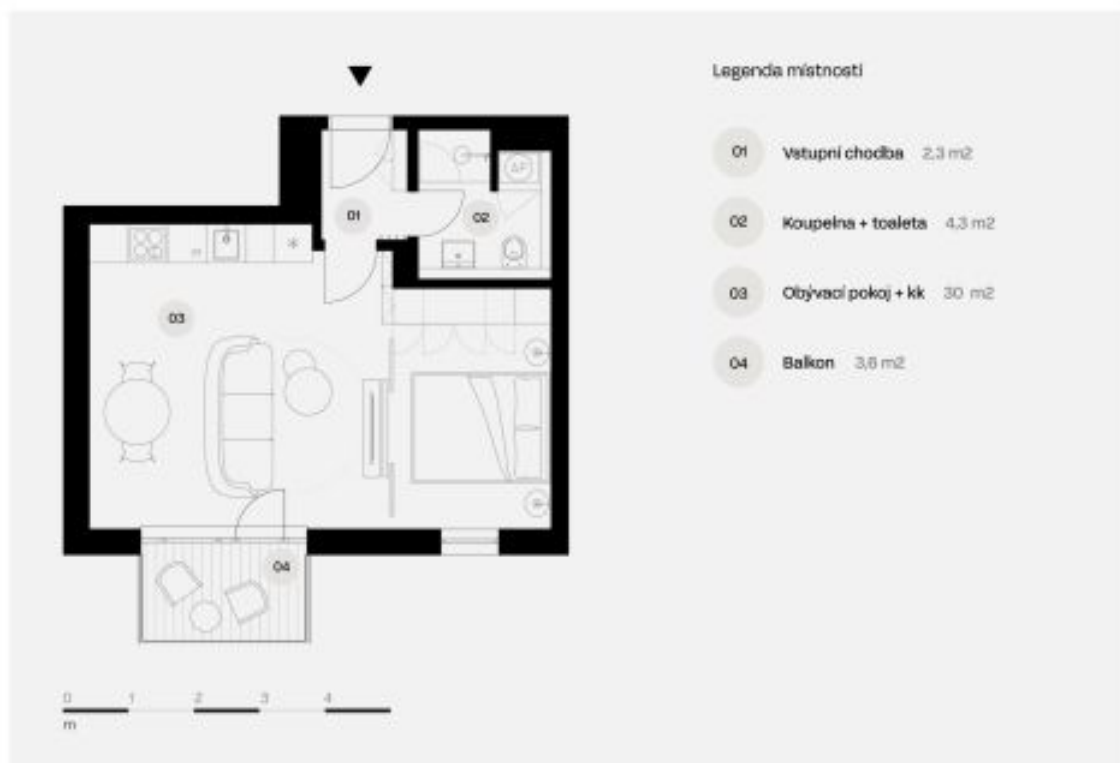 Legenda místností
01 Vstupní chodba 2,3 m2
02 Koupelna + toaleta 4,3 m2
03 Obývací pokoj + kk 30 m2
04 Balkon 3,6 m2
01
02
03
04
0 1 2 3 4
m